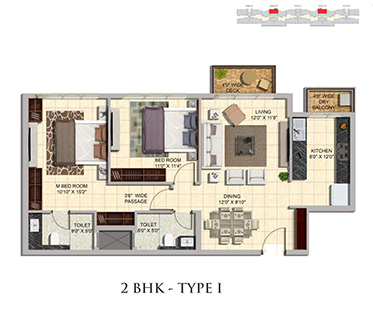 4'0" WIDE
DECK
4'0" WIDE
DRY
BALCONY
LIVING
12'0" X 11'9"
KITCHEN
8'0" X 12'0"
BED ROOM
11'0" X 11'4"
M BED ROOM
10'10" X 15'2"
3'6" WIDE
PASSAGE
DINING
12'0" X 8'10"
TOILET
8'0" X 5'0"
TOILET
8'0" X 5'0"
2 BHK - TYPE I